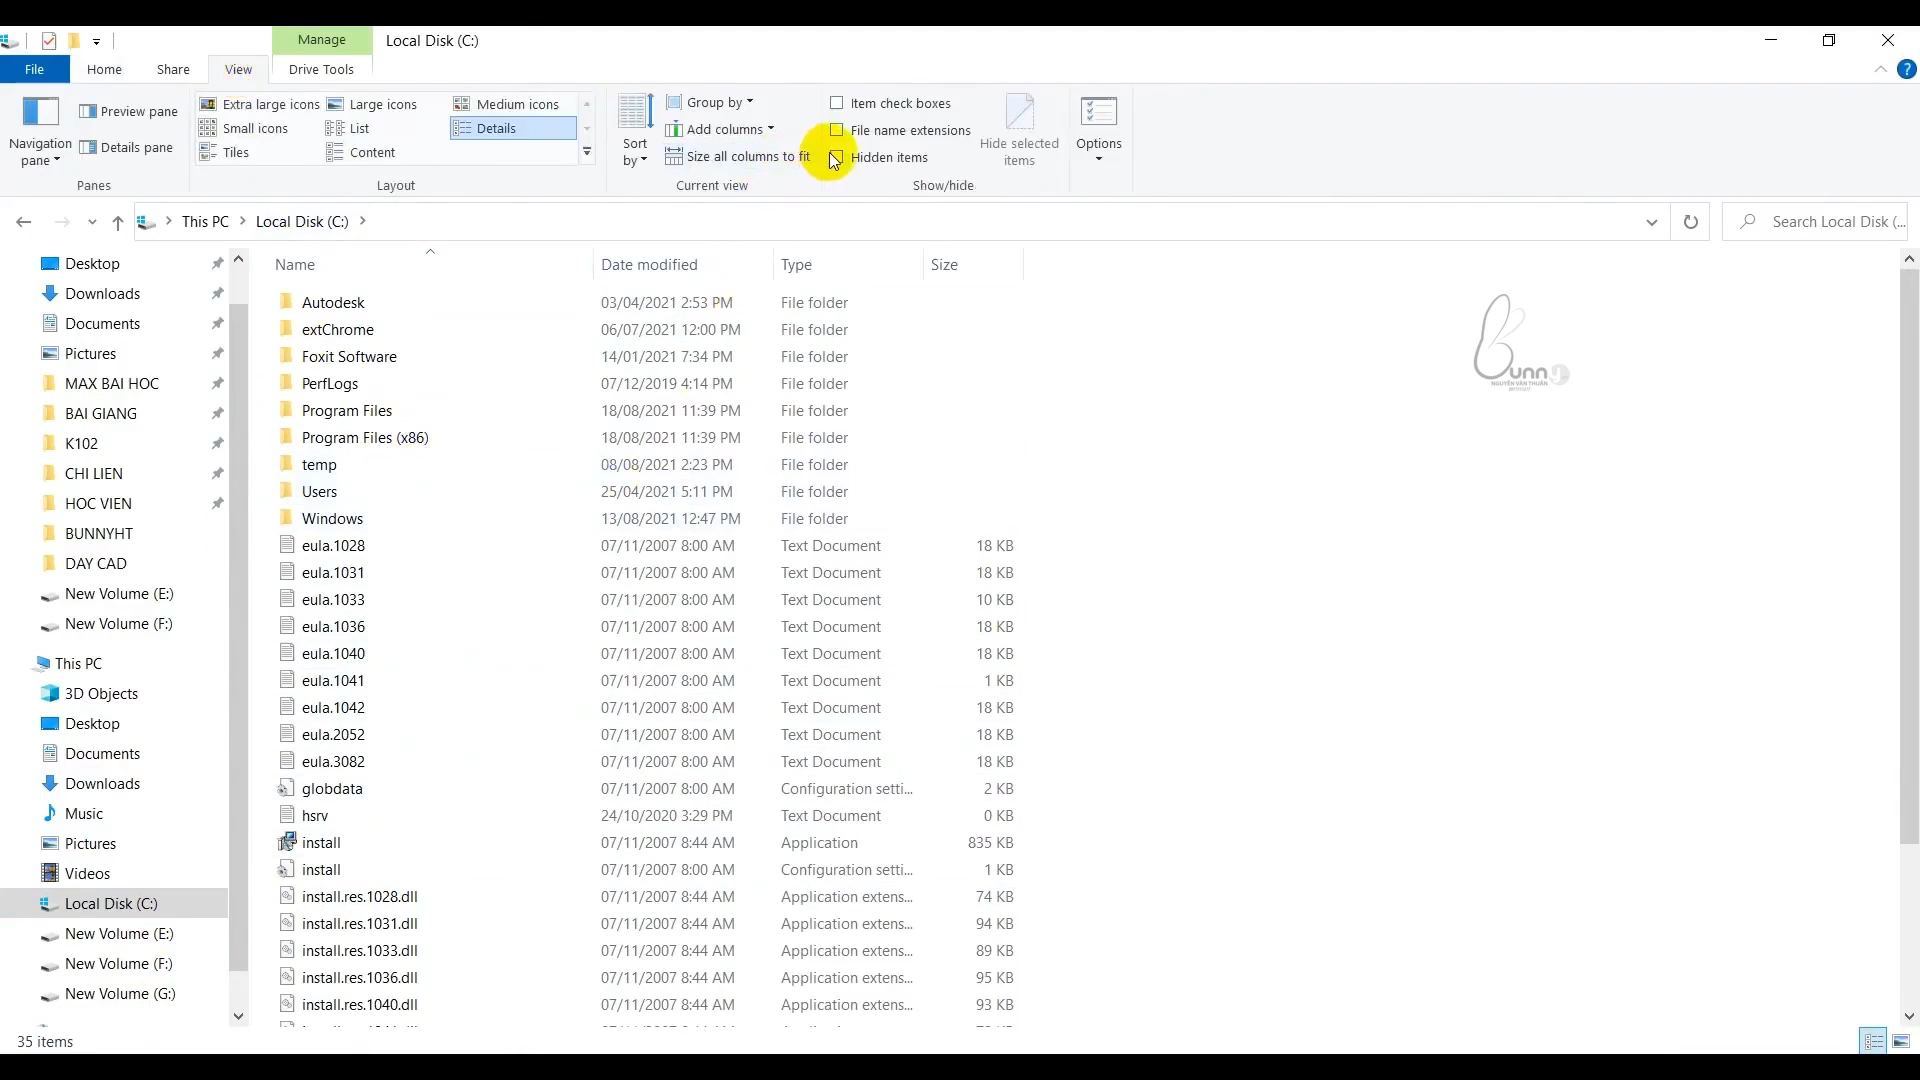 Manage
Local Disk (C:)
File
Home
Share
View
Drive Tools
Navigation pane
Preview pane
Details pane
Panes
Extra large icons
Large icons
Medium icons
Small icons
List
Details
Tiles
Content
Layout
Sort by
Group by
Add columns
Size all columns to fit
Current view
Item check boxes
File name extensions
Hidden items
Hide selected items
Show/hide
Options
This PC
Local Disk (C:)
Search Local Disk (...
Desktop
Downloads
Documents
Pictures
MAX BAI HOC
BAI GIANG
K102
CHI LIEN
HOC VIEN
BUNNYHT
DAY CAD
New Volume (E:)
New Volume (F:)
This PC
3D Objects
Desktop
Documents
Downloads
Music
Pictures
Videos
Local Disk (C:)
New Volume (E:)
New Volume (F:)
New Volume (G:)
Name Date modified Type Size
Autodesk 03/04/2021 2:53 PM File folder
extChrome 06/07/2021 12:00 PM File folder
Foxit Software 14/01/2021 7:34 PM File folder
PerfLogs 07/12/2019 4:14 PM File folder
Program Files 18/08/2021 11:39 PM File folder
Program Files (x86) 18/08/2021 11:39 PM File folder
temp 08/08/2021 2:23 PM File folder
Users 25/04/2021 5:11 PM File folder
Windows 13/08/2021 12:47 PM File folder
eula.1028 07/11/2007 8:00 AM Text Document 18 KB
eula.1031 07/11/2007 8:00 AM Text Document 18 KB
eula.1033 07/11/2007 8:00 AM Text Document 10 KB
eula.1036 07/11/2007 8:00 AM Text Document 18 KB
eula.1040 07/11/2007 8:00 AM Text Document 18 KB
eula.1041 07/11/2007 8:00 AM Text Document 1 KB
eula.1042 07/11/2007 8:00 AM Text Document 18 KB
eula.2052 07/11/2007 8:00 AM Text Document 18 KB
eula.3082 07/11/2007 8:00 AM Text Document 18 KB
globdata 07/11/2007 8:00 AM Configuration setti... 2 KB
hsrv 24/10/2020 3:29 PM Text Document 0 KB
install 07/11/2007 8:44 AM Application 835 KB
install 07/11/2007 8:00 AM Configuration setti... 1 KB
install.res.1028.dll 07/11/2007 8:44 AM Application extens... 74 KB
install.res.1031.dll 07/11/2007 8:44 AM Application extens... 94 KB
install.res.1033.dll 07/11/2007 8:44 AM Application extens... 89 KB
install.res.1036.dll 07/11/2007 8:44 AM Application extens... 95 KB
install.res.1040.dll 07/11/2007 8:44 AM Application extens... 93 KB
Bunny
NGUYỄN VĂN THUẬN
35 items